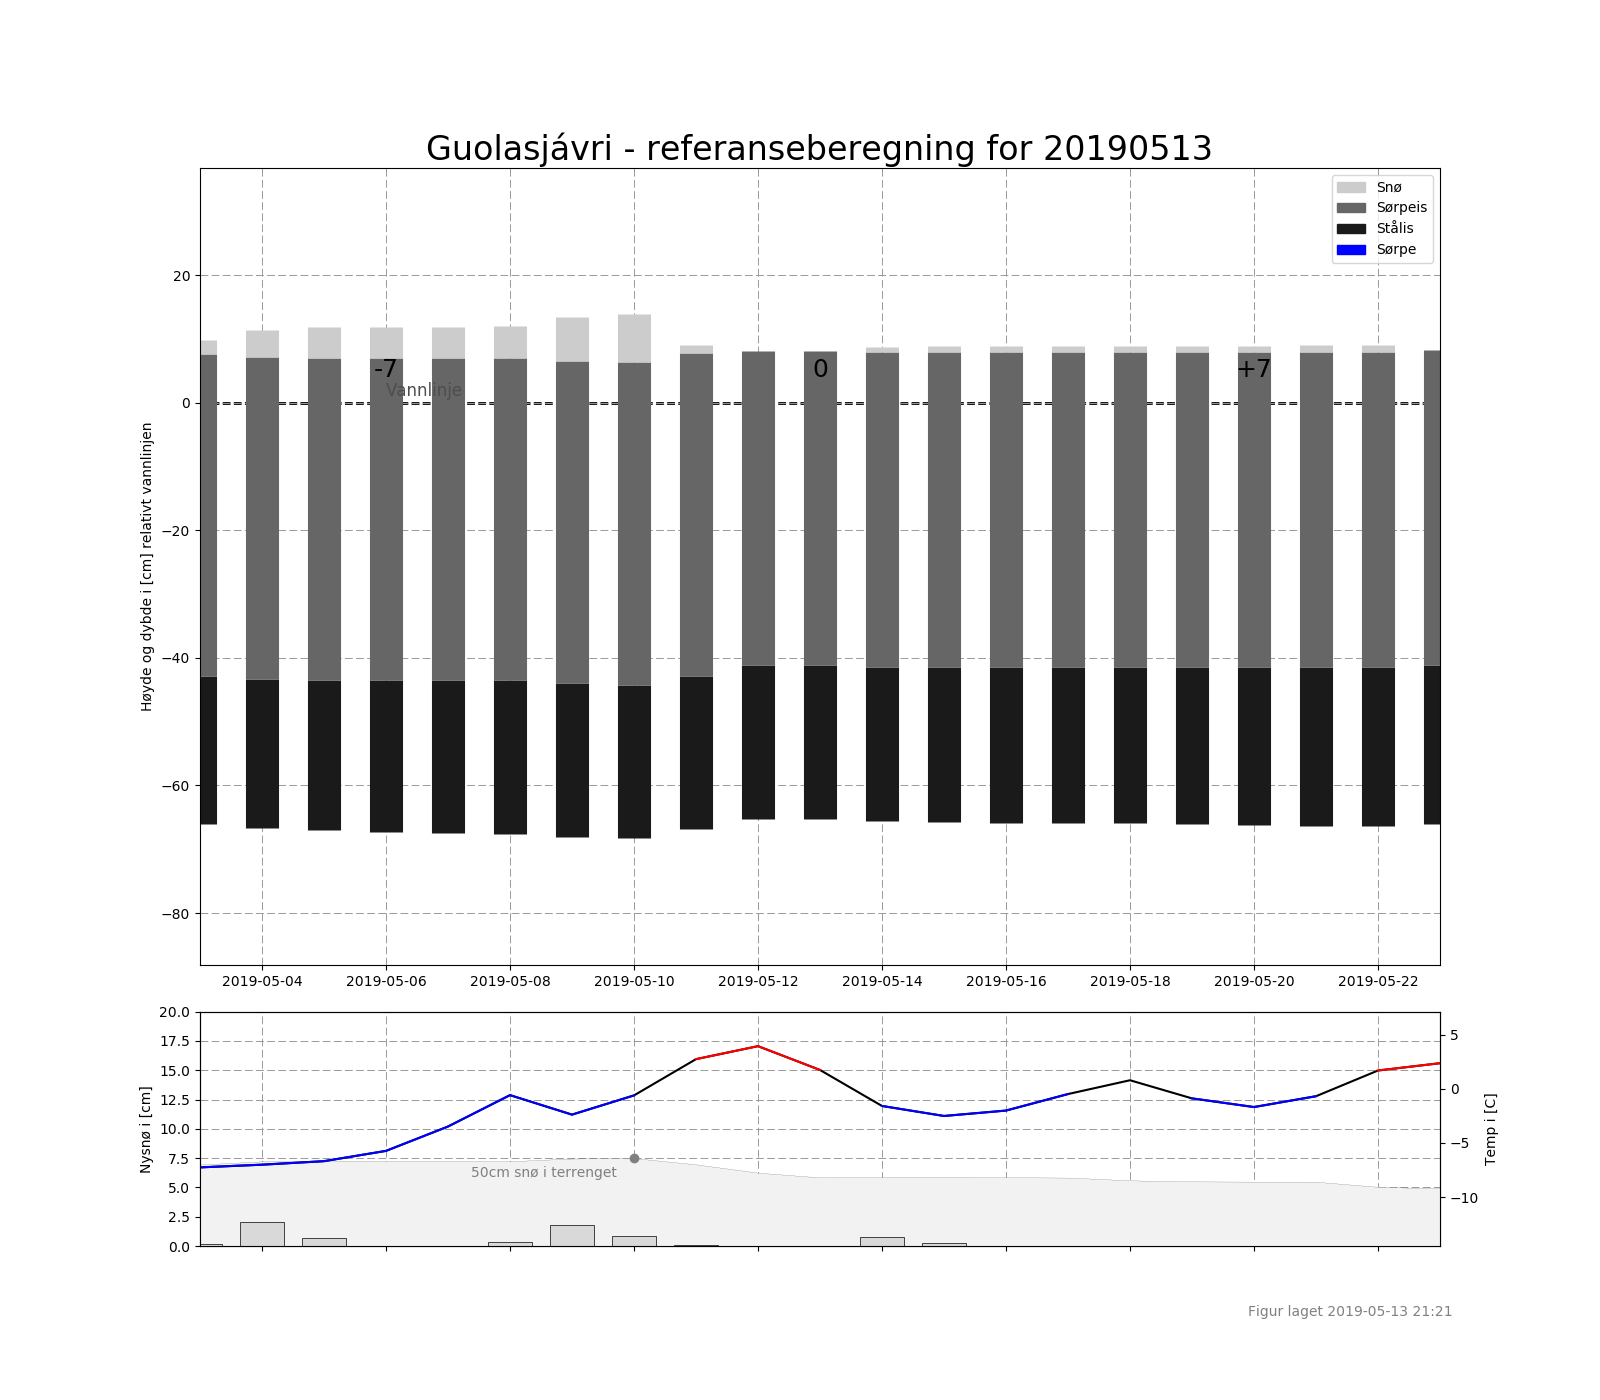 Guolasjávri - referanseberegning for 20190513
Snø
Sørpeis
Stålis
Sørpe
20
0
−20
−40
−60
−80
Høyde og dybde i [cm] relativt vannlinjen
-7
0
+7
Vannlinje
2019-05-04 2019-05-06 2019-05-08 2019-05-10 2019-05-12 2019-05-14 2019-05-16 2019-05-18 2019-05-20 2019-05-22
20.0
17.5
15.0
12.5
10.0
7.5
5.0
2.5
0.0
Nysnø i [cm]
50cm snø i terrenget
5
0
−5
−10
Temp i [C]
Figur laget 2019-05-13 21:21